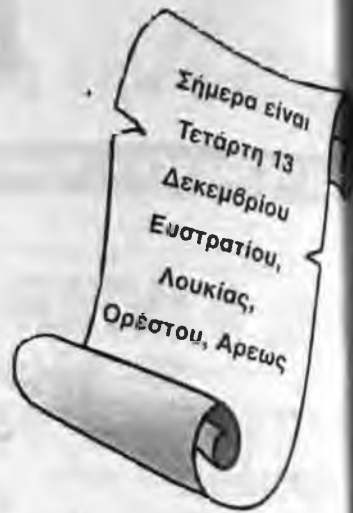 Σήμερα είναι
Τετάρτη 13
Δεκεμβρίου
Ευστρατίου,
Λουκίας,
Ορέστου, Αρεως